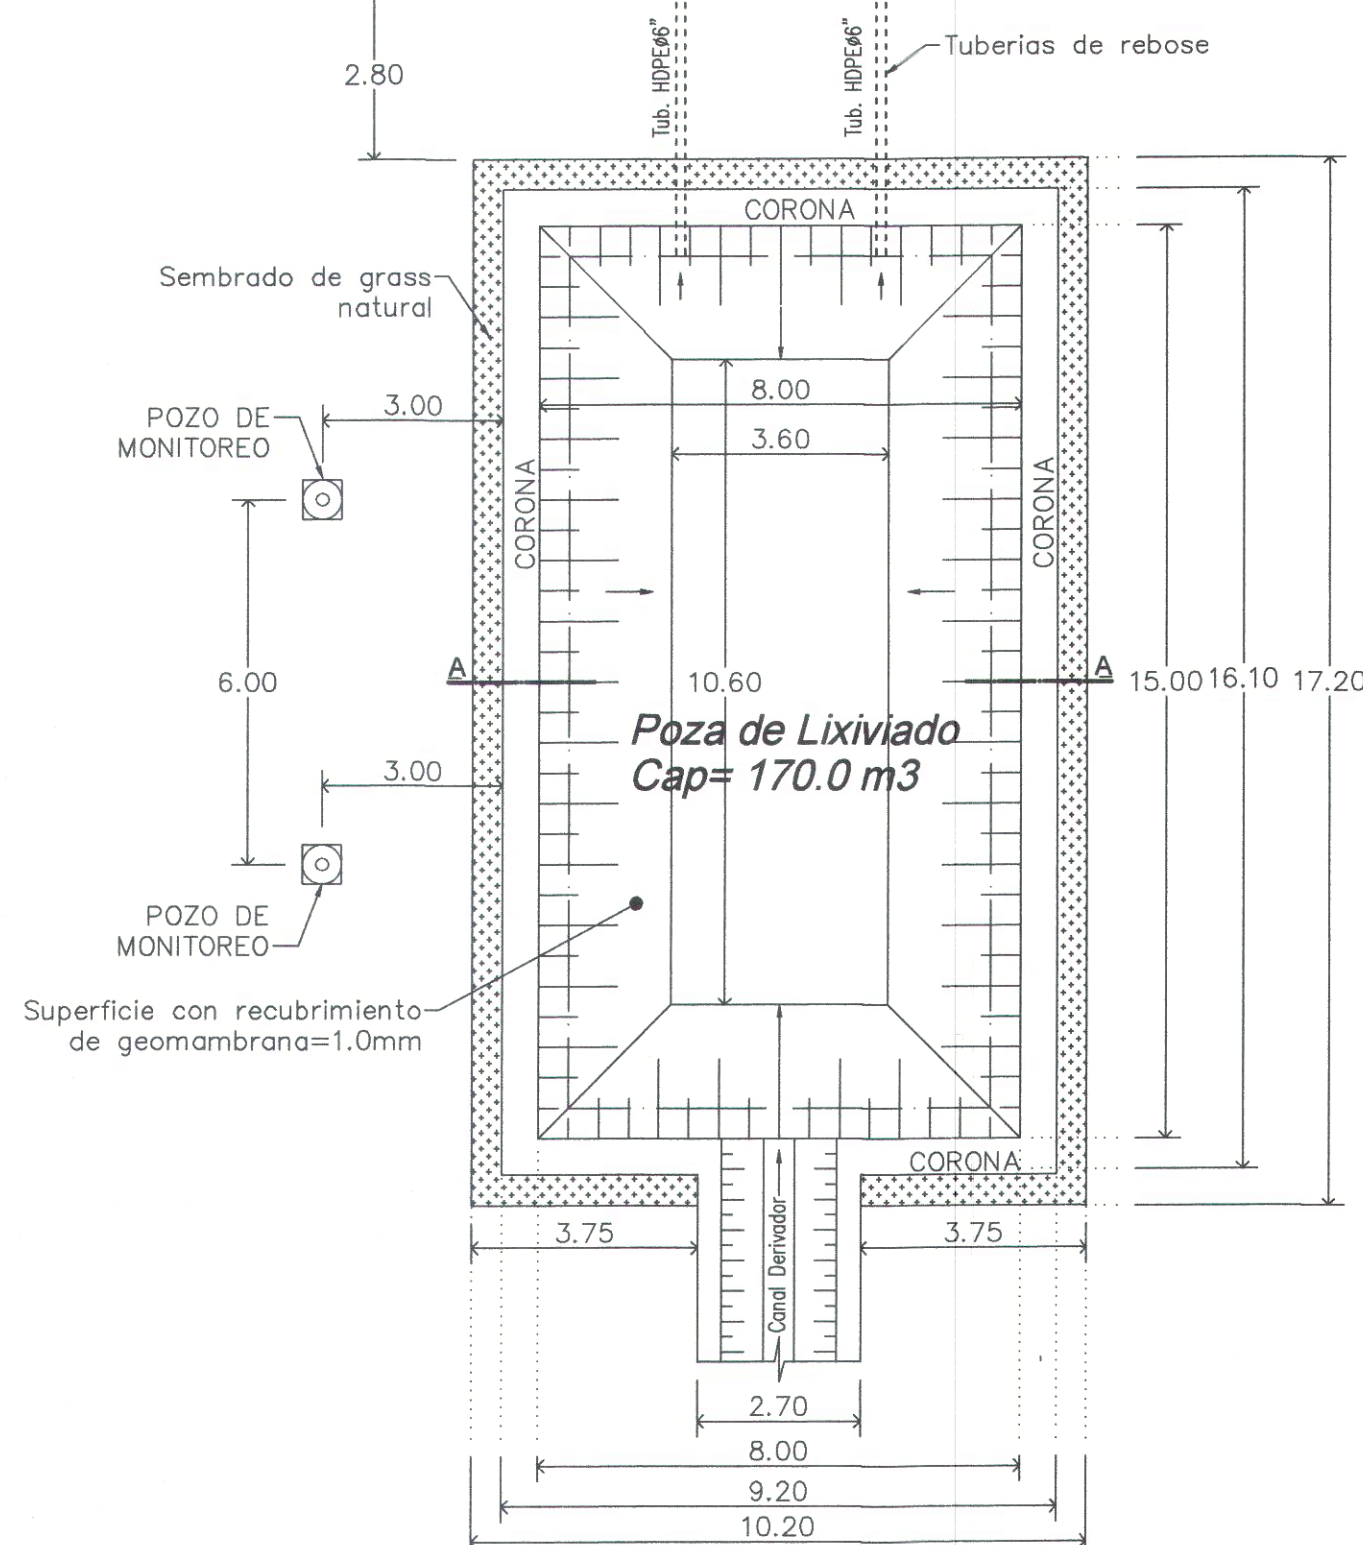 Tub. HDPEø6"
Tub. HDPEø6"
Tuberias de rebose
2.80
CORONA
Sembrado de grass
natural
8.00
3.00
POZO DE
MONITOREO
3.60
CORONA
CORONA
6.00
A
A
10.60
15.00
16.10
17.20
Poza de Lixiviado
Cap= 170.0 m3
3.00
POZO DE
MONITOREO
Superficie con recubrimiento
de geomambrana=1.0mm
CORONA
3.75
3.75
Canal Derivador
2.70
8.00
9.20
10.20